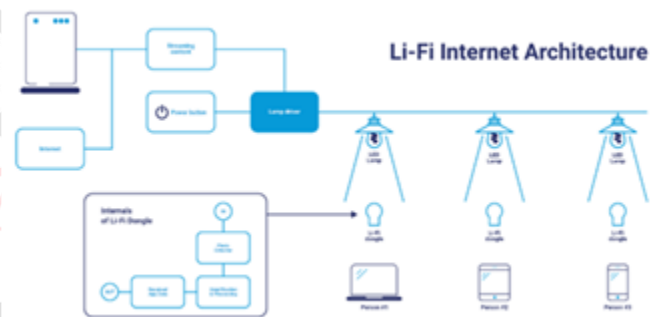 Li-Fi Internet Architecture
Streaming
content
Power button
Lamp driver
Internet
LED
Lamp
LED
Lamp
LED
Lamp
Internals
of Li-Fi Dongle
Li-Fi
Dongle
Li-Fi
Dongle
Li-Fi
Dongle
Person #1
Person #2
Person #3